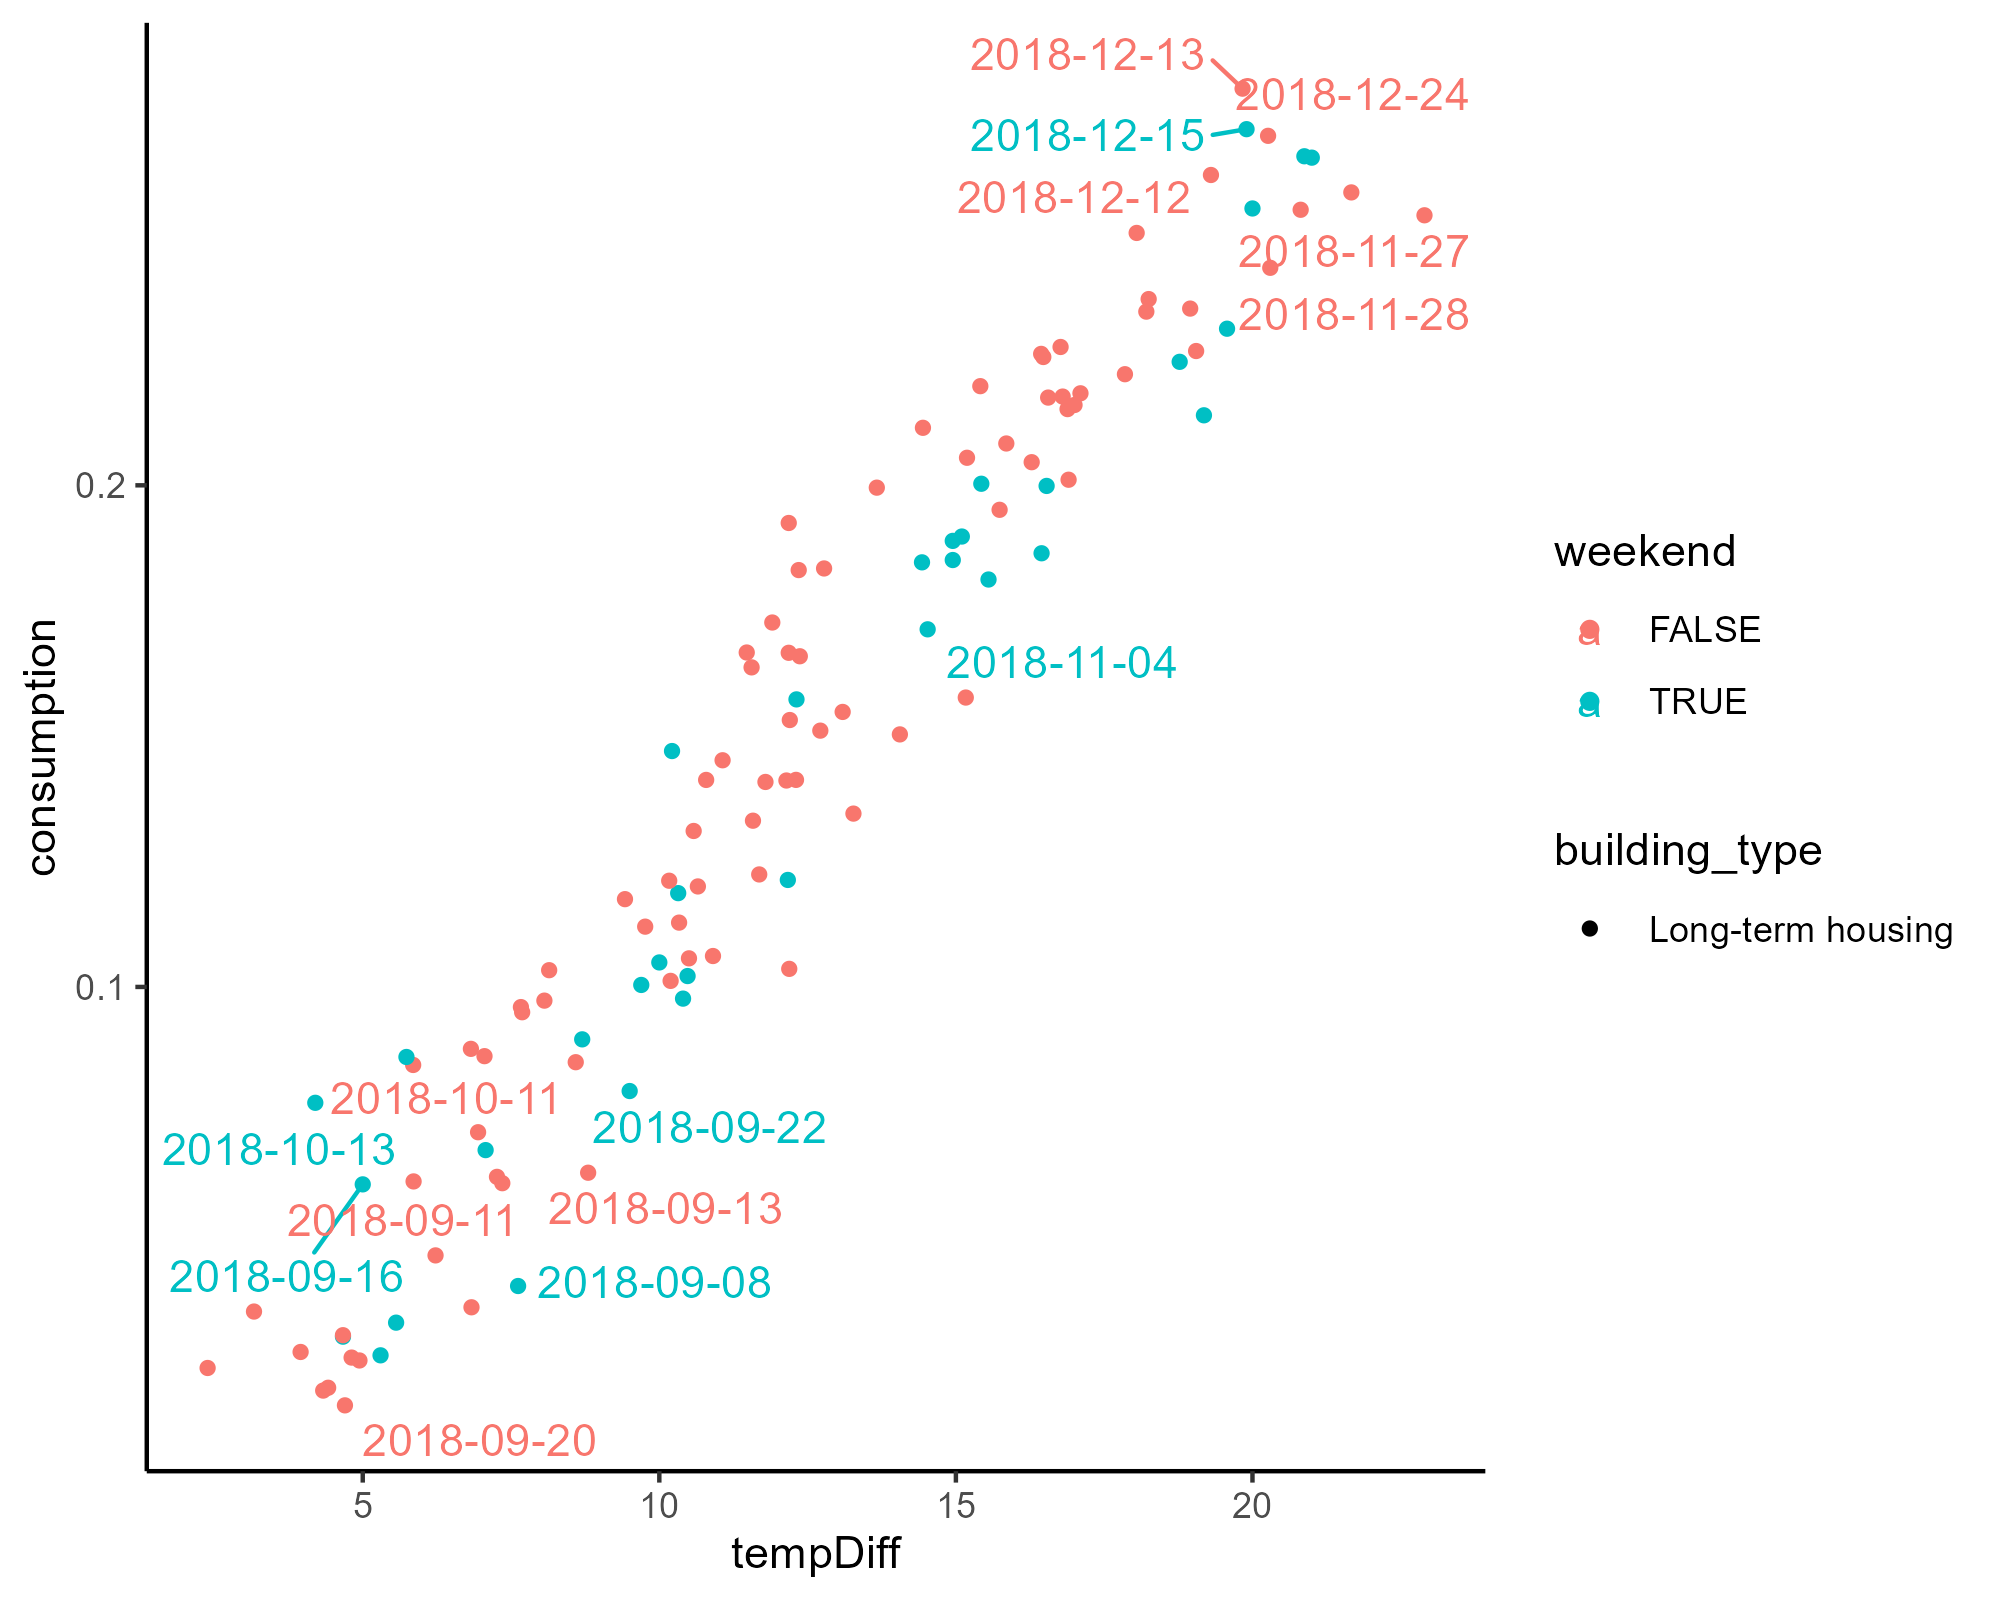 2018-12-13
2018-12-24
2018-12-15
2018-12-12
2018-11-27
2018-11-28
0.2
weekend
a FALSE
a TRUE
2018-11-04
consumption
building_type
Long-term housing
0.1
2018-10-11
2018-09-22
2018-10-13
2018-09-13
2018-09-11
2018-09-16
2018-09-08
2018-09-20
5 10 15 20
tempDiff